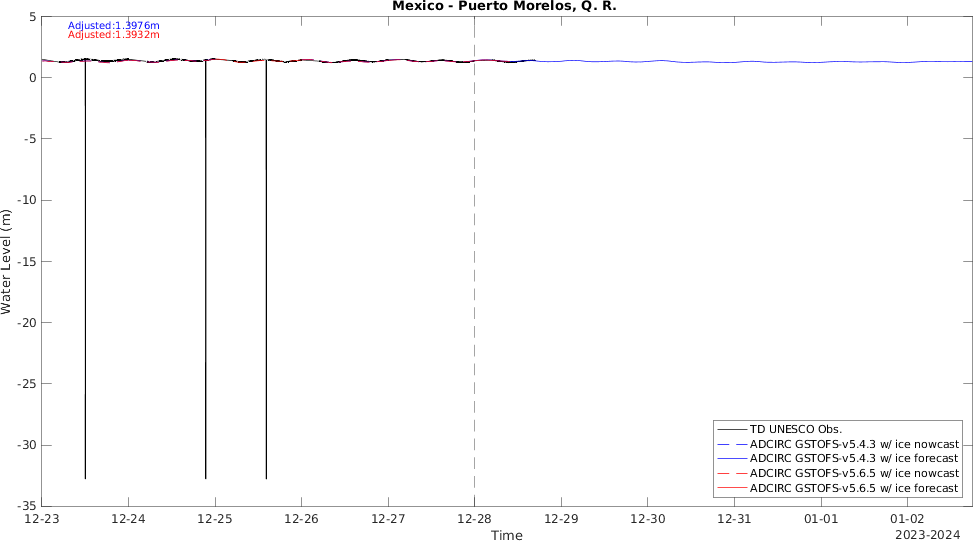 Mexico - Puerto Morelos, Q. R.
Adjusted:1.3976m
Adjusted:1.3932m
Water Level (m)
5
0
-5
-10
-15
-20
-25
-30
-35
TD UNESCO Obs.
ADCIRC GSTOFS-v5.4.3 w/ ice nowcast
ADCIRC GSTOFS-v5.4.3 w/ ice forecast
ADCIRC GSTOFS-v5.6.5 w/ ice nowcast
ADCIRC GSTOFS-v5.6.5 w/ ice forecast
12-23 12-24 12-25 12-26 12-27 12-28 12-29 12-30 12-31 01-01 01-02
Time
2023-2024